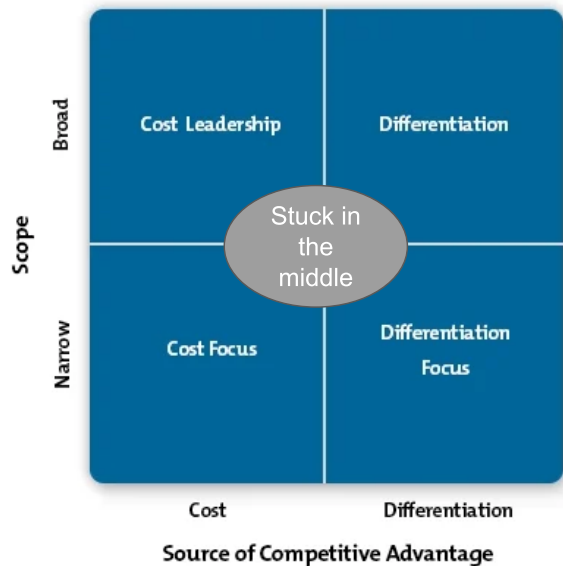 Broad
Cost Leadership
Differentiation
Scope
Stuck in
the
middle
Narrow
Cost Focus
Differentiation
Focus
Cost
Differentiation
Source of Competitive Advantage